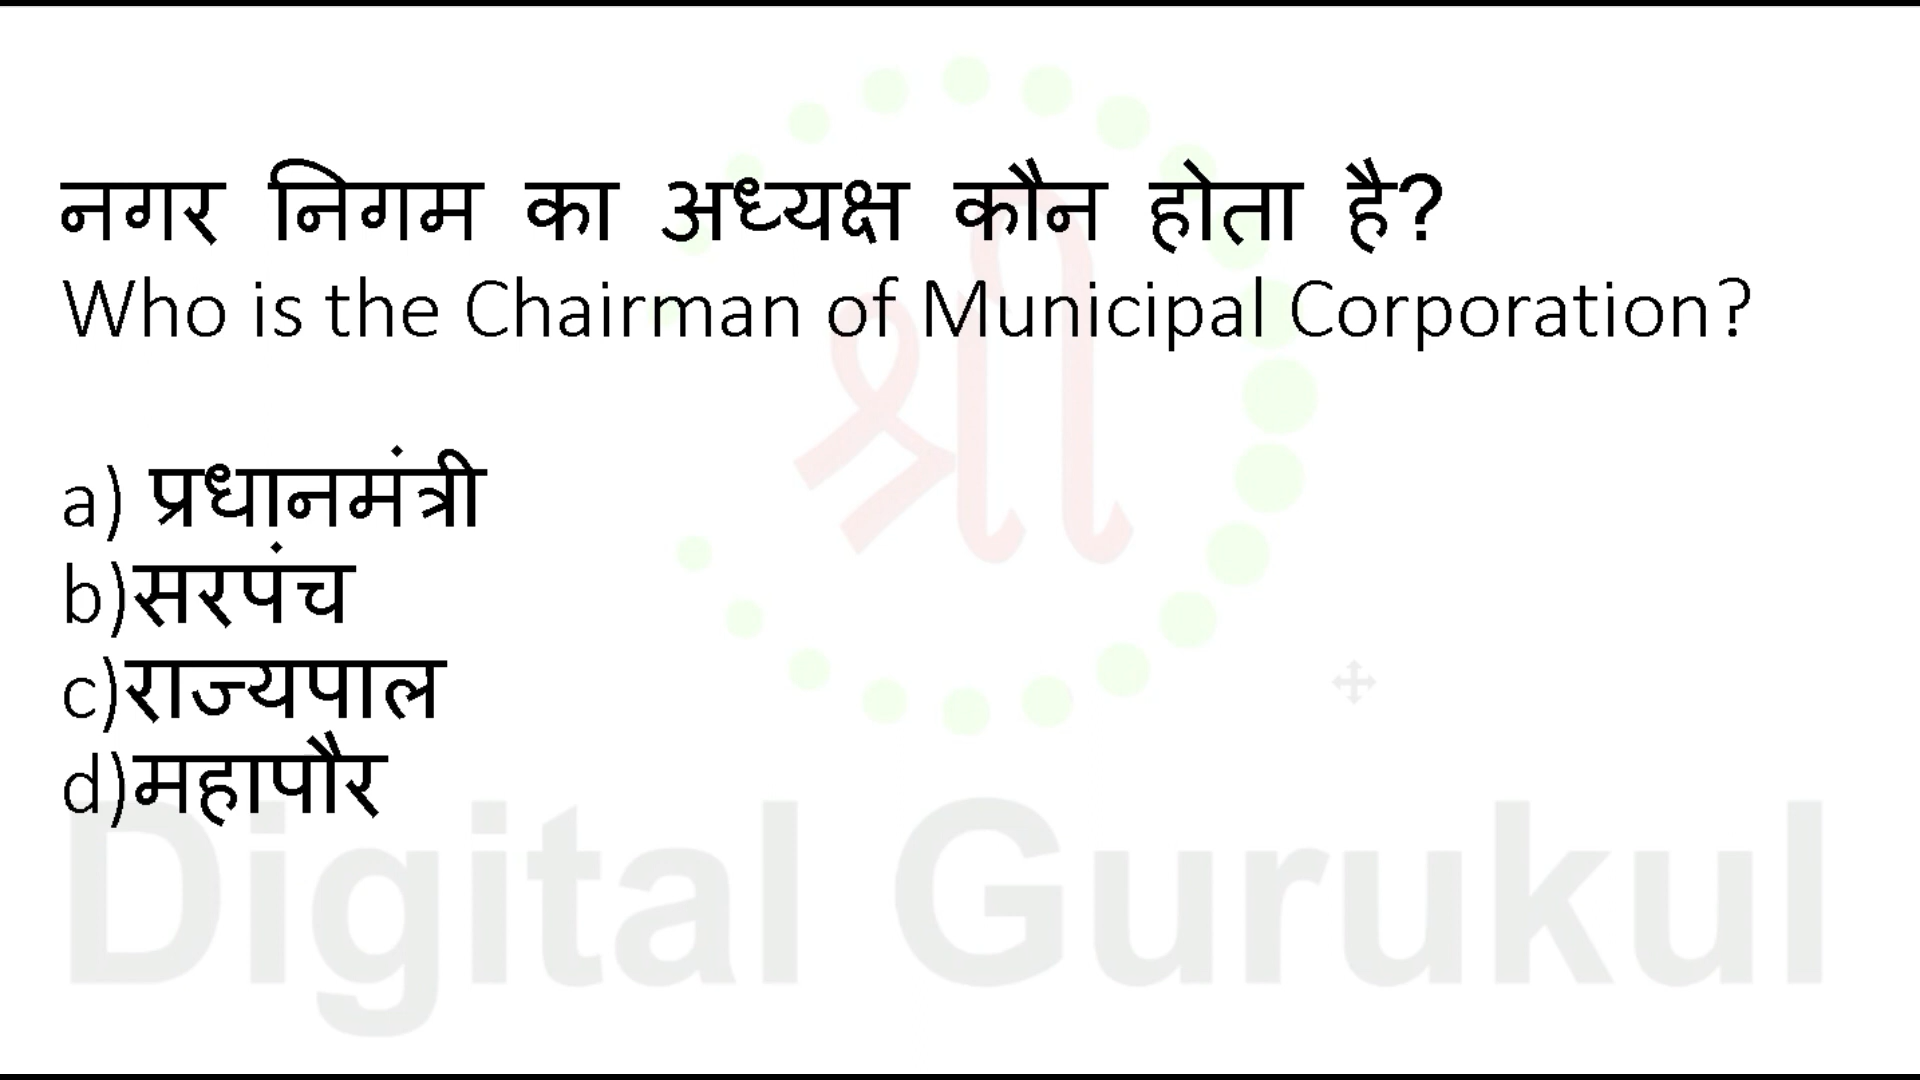 नगर निगम का अध्यक्ष कौन होता है?
Who is the Chairman of Municipal Corporation?
a) प्रधानमंत्री
b)सरपंच
c)राज्यपाल
d)महापौर
श्री
Digital Gurukul